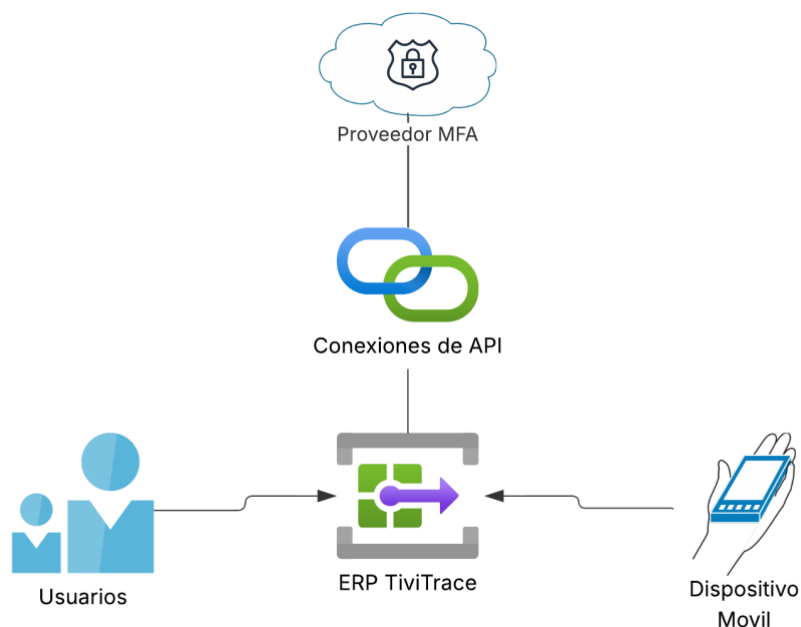 Proveedor MFA
Conexiones de API
ERP TiviTrace
Usuarios
Dispositivo
Movil